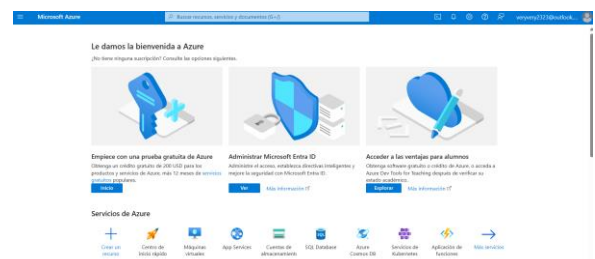 Microsoft Azure
Buscar recursos, servicios y documentos (G+/)
veryvery2323@outlook...
Le damos la bienvenida a Azure
¿No tiene ninguna suscripción? Consulte las opciones siguientes.
Empiece con una prueba gratuita de Azure
Obtenga un crédito gratuito de 200 USD para los
productos y servicios de Azure, más 12 meses de servicios
gratuitos populares.
Inicio
Administrar Microsoft Entra ID
Administre el acceso, establezca directivas inteligentes y
mejore la seguridad con Microsoft Entra ID.
Ver
Más información
Acceder a las ventajas para alumnos
Obtenga software gratuito o crédito de Azure, o acceda a
Azure Dev Tools for Teaching después de verificar su
estado académico.
Explorar
Más información
Servicios de Azure
Crear un
recurso
Centro de
inicio rápido
Máquinas
virtuales
App Services
Cuentas de
almacenamiento
SQL Database
Azure
Cosmos DB
Servicios de
Kubernetes
Aplicación de
funciones
Más servicios